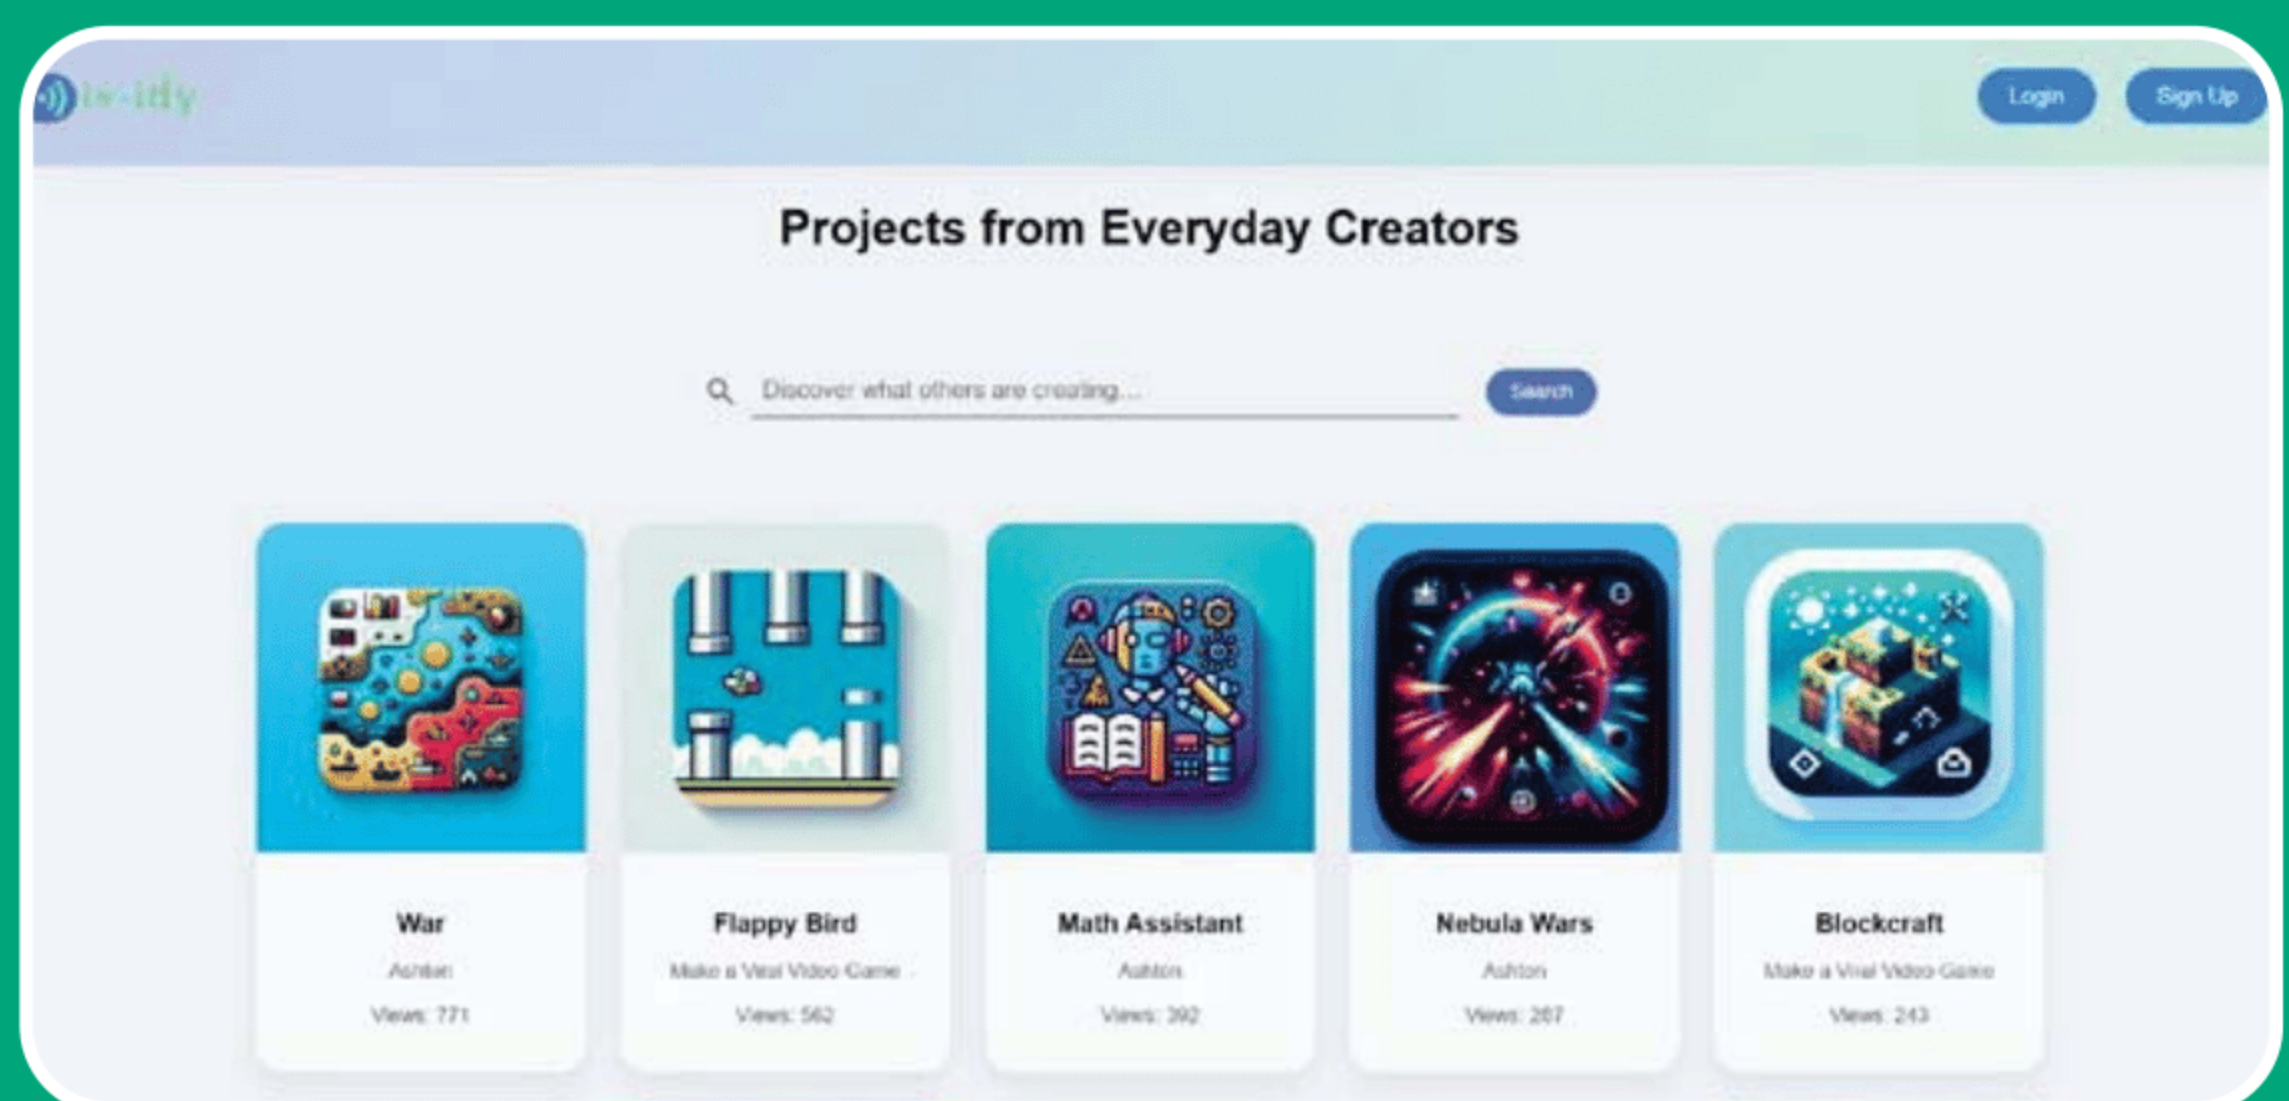 Login
Sign Up
Projects from Everyday Creators
Discover what others are creating...
Search
War
Ashton
Views: 771
Flappy Bird
Make a Viral Video Game
Views: 562
Math Assistant
Ashton
Views: 392
Nebula Wars
Ashton
Views: 287
Blockcraft
Make a Viral Video Game
Views: 243